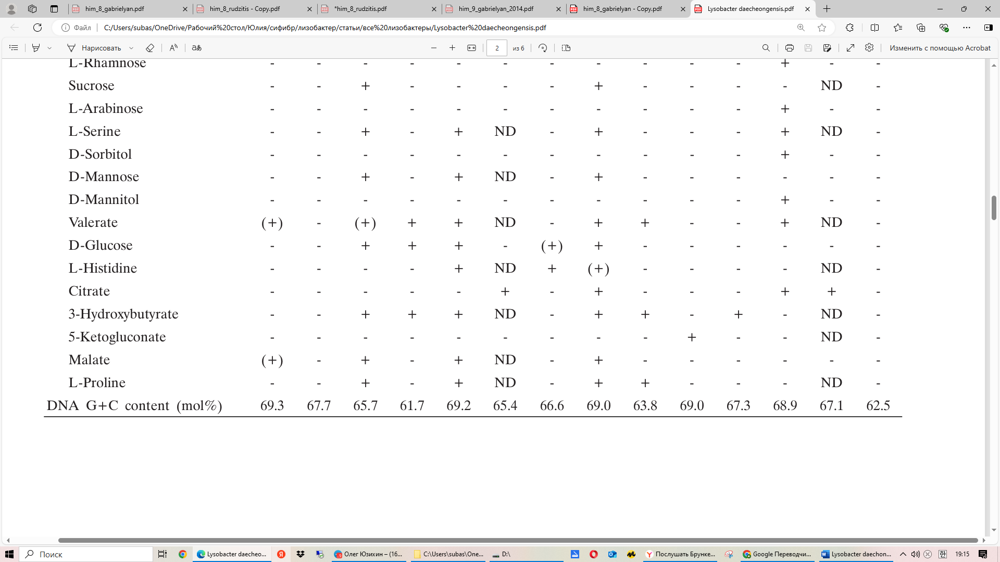 him_8_gabrielyan.pdf
him_8_rudzitis - Copy.pdf
*him_8_rudzitis.pdf
him_9_gabrielyan_2014.pdf
him_8_gabrielyan - Copy.pdf
Lysobacter daecheongensis.pdf
Файл C:/Users/subas/OneDrive/Рабочий%20стол/Юлия/сифибр/лизобактер/статьи/все%20лизобактеры/Lysobacter%20daecheongensis.pdf
Нарисовать 2 из 6 Изменить с помощью Acrobat
L-Rhamnose - - - - - - - - - - - + - -
Sucrose - - + - - - - + - - - - ND -
L-Arabinose - - - - - - - - - - - + - -
L-Serine - - + - + ND - + - - - + ND -
D-Sorbitol - - - - - - - - - - - + - -
D-Mannose - - + - + ND - + - - - - - -
D-Mannitol - - - - - - - - - - - + - -
Valerate (+) - (+) + + ND - + + - - + ND -
D-Glucose - - + + + - (+) + - - - - - -
L-Histidine - - - - + ND + (+) - - - - ND -
Citrate - - - - - + - + - - - + + -
3-Hydroxybutyrate - - + + + ND - + + - + - ND -
5-Ketogluconate - - - - - - - - - + - - ND -
Malate (+) - + - + ND - + - - - - - -
L-Proline - - + - + ND - + + - - - ND -
DNA G+C content (mol%) 69.3 67.7 65.7 61.7 69.2 65.4 66.6 69.0 63.8 69.0 67.3 68.9 67.1 62.5
Поиск Lysobacter daecheo... Олег Юзихин – (16... C:\Users\subas\One... D:\ Послушать Брунке... Google Переводчи... Lysobacter daechon... 한 19:15